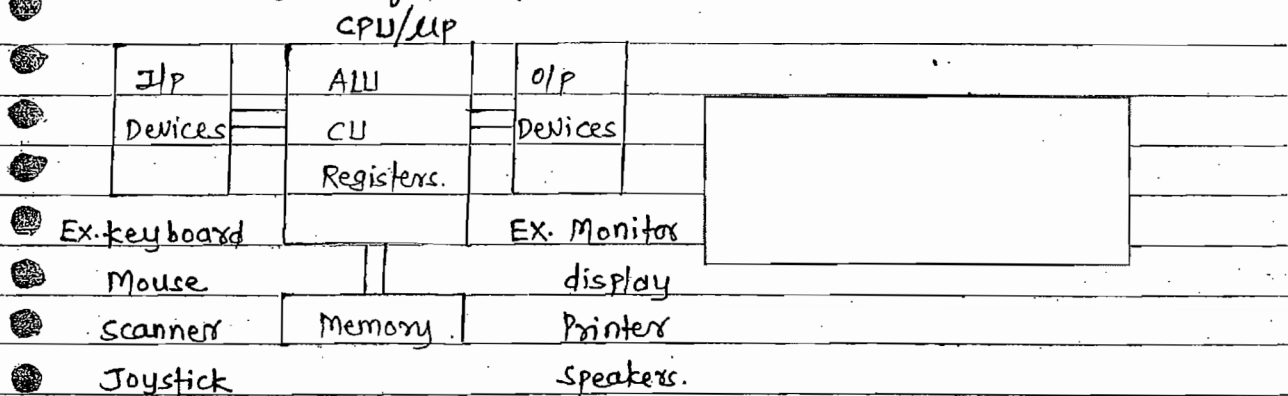 CPU/μp
I/p ALU O/p
Devices CU Devices
Registers.
Ex. keyboard EX. Monitor
Mouse display
scanner Memory. Printer
Joystick Speakers.